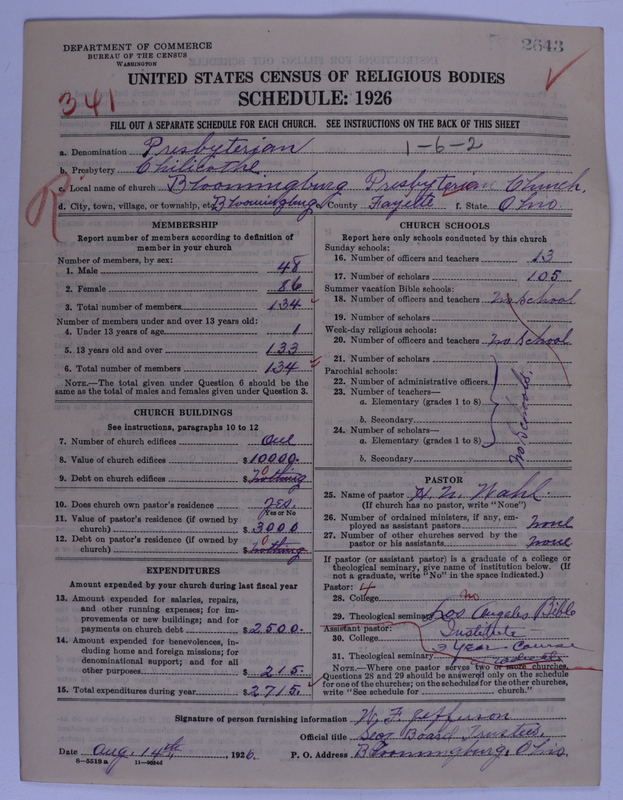 2643
DEPARTMENT OF COMMERCE
BUREAU OF THE CENSUS
WASHINGTON
UNITED STATES CENSUS OF RELIGIOUS BODIES
SCHEDULE: 1926
341
FILL OUT A SEPARATE SCHEDULE FOR EACH CHURCH. SEE INSTRUCTIONS ON THE BACK OF THIS SHEET
a. Denomination Presbyterian 1-6-2
b. Presbytery Chilicothe
c. Local name of church Bloomingburg Presbyterian Church.
d. City, town, village, or township, etc. Bloomingburg e. County Fayette f. State Ohio.
MEMBERSHIP
Report number of members according to definition of
member in your church
Number of members, by sex:
1. Male 48
2. Female 86
3. Total number of members 134
Number of members under and over 13 years old:
4. Under 13 years of age 1
5. 13 years old and over 133
6. Total number of members 134
NOTE.—The total given under Question 6 should be the
same as the total of males and females given under Question 3.
CHURCH BUILDINGS
See instructions, paragraphs 10 to 12
7. Number of church edifices One
8. Value of church edifices $10000.
9. Debt on church edifices $ nothing 0
10. Does church own pastor's residence yes.
Yes or No
11. Value of pastor's residence (if owned by
church) $3000
12. Debt on pastor's residence (if owned by
church) $ nothing 0
EXPENDITURES
Amount expended by your church during last fiscal year
13. Amount expended for salaries, repairs,
and other running expenses; for im-
provements or new buildings; and for
payments on church debt $2500.
14. Amount expended for benevolences, in-
cluding home and foreign missions; for
denominational support; and for all
other purposes $215
15. Total expenditures during year $2715.
CHURCH SCHOOLS
Report here only schools conducted by this church
Sunday schools:
16. Number of officers and teachers 13
17. Number of scholars 105
Summer vacation Bible schools:
18. Number of officers and teachers no School
19. Number of scholars
Week-day religious schools:
20. Number of officers and teachers no School
21. Number of scholars
Parochial schools:
22. Number of administrative officers
23. Number of teachers—
a. Elementary (grades 1 to 8)
b. Secondary
24. Number of scholars—
a. Elementary (grades 1 to 8)
b. Secondary
no Schools.
PASTOR
25. Name of pastor H. N. Wahl.
(If church has no pastor, write "None")
26. Number of ordained ministers, if any, em-
ployed as assistant pastors none
27. Number of other churches served by the
pastor or his assistants none
If pastor (or assistant pastor) is a graduate of a college or
theological seminary, give name of institution below. (If
not a graduate, write "No" in the space indicated.)
Pastor: 4
28. College no
29. Theological seminary Los Angeles Bible
Assistant pastor: Institute
30. College 2 Year Course
31. Theological seminary
NOTE.—Where one pastor serves two or more churches,
Questions 28 and 29 should be answered only on the schedule
for one of the churches; on the schedules for the other churches,
write "See schedule for church."
Signature of person furnishing information W. F. Jefferson
Official title Secr Board Trustees.
Date Aug. 14th, 1926. P. O. Address Bloomingburg, Ohio.
8—5519a